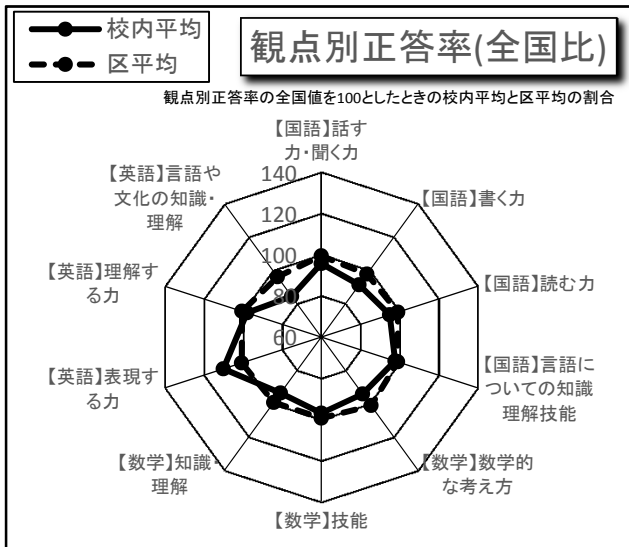 校内平均
区平均
観点別正答率(全国比)
観点別正答率の全国値を100としたときの校内平均と区平均の割合
【国語】話す
力・聞く力
【国語】書く力
【国語】読む力
【国語】言語に
ついての知識
理解技能
【数学】数学的
な考え方
【数学】技能
【数学】知識・
理解
【英語】表現す
る力
【英語】理解す
る力
【英語】言語や
文化の知識・
理解
140
120
100
80
60